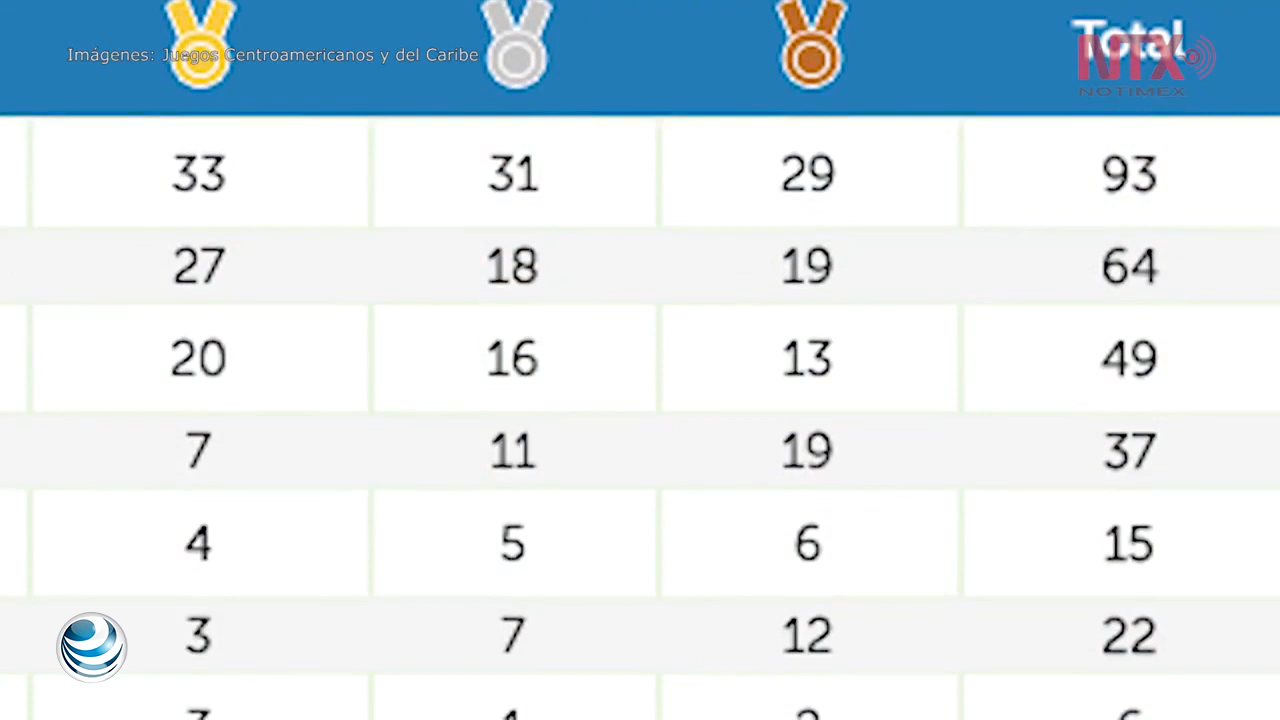 Imágenes: Juegos Centroamericanos y del Caribe
Total
NTX
NOTIMEX
33 31 29 93
27 18 19 64
20 16 13 49
7 11 19 37
4 5 6 15
3 7 12 22